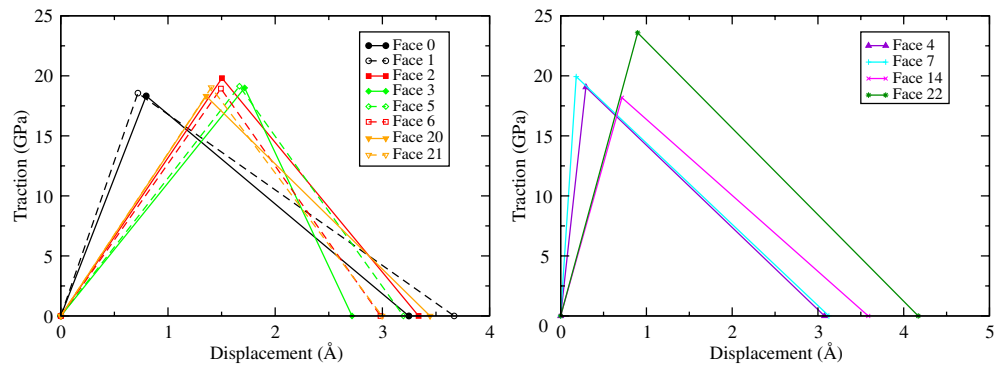 25
20
15
10
5
0
Traction (GPa)
0 1 2 3 4
Displacement (Å)
Face 0
Face 1
Face 2
Face 3
Face 5
Face 6
Face 20
Face 21
25
20
15
10
5
0
Traction (GPa)
0 1 2 3 4 5
Displacement (Å)
Face 4
Face 7
Face 14
Face 22